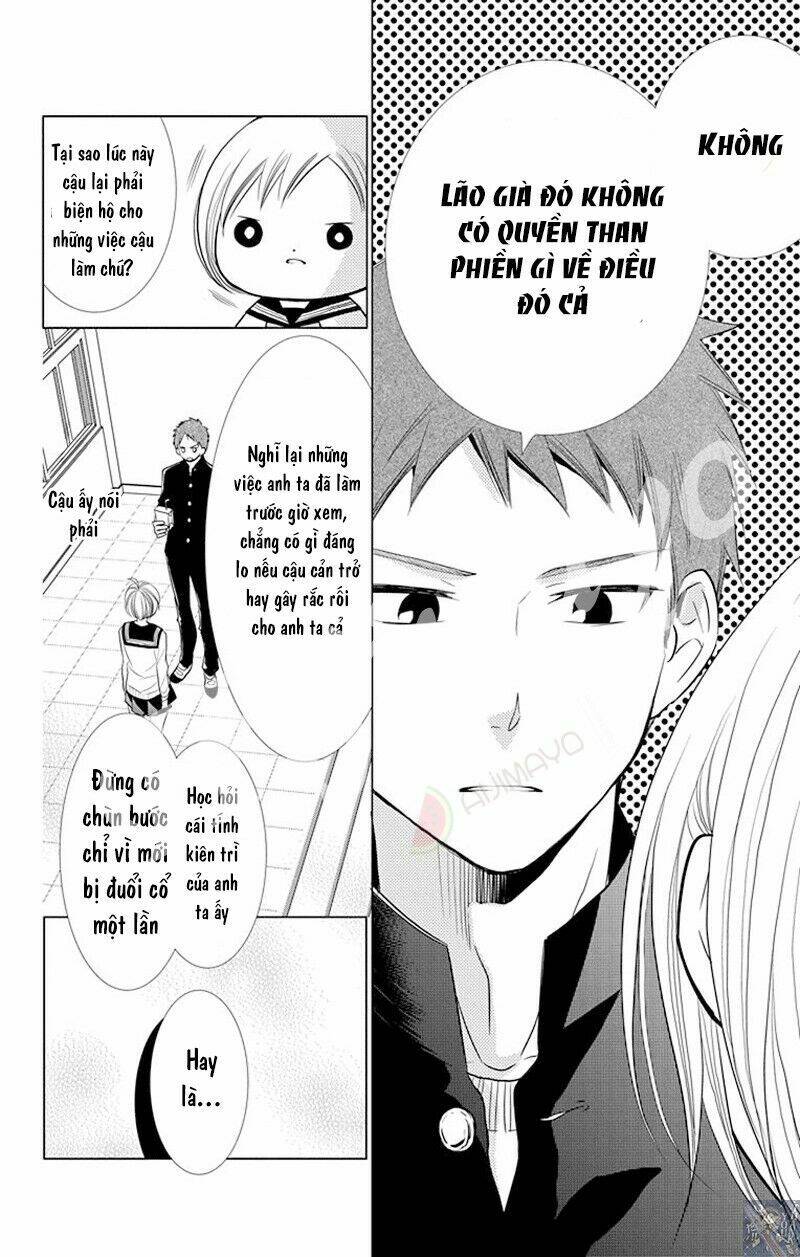 Không
Lão già đó không
có quyền than
phiền gì về điều
đó cả
Tại sao lúc này
cậu lại phải
biện hộ cho
những việc cậu
làm chứ?
Nghĩ lại những
việc anh ta đã làm
trước giờ xem,
chẳng có gì đáng
lo nếu cậu cản trở
hay gây rắc rối
cho anh ta cả
Cậu ấy nói
phải
Học hỏi
cái tính
kiên trì
của anh
ta ấy
Đừng có
chùn bước
chỉ vì mới
bị đuổi cổ
một lần
Hay
là...
AIJIMAYO